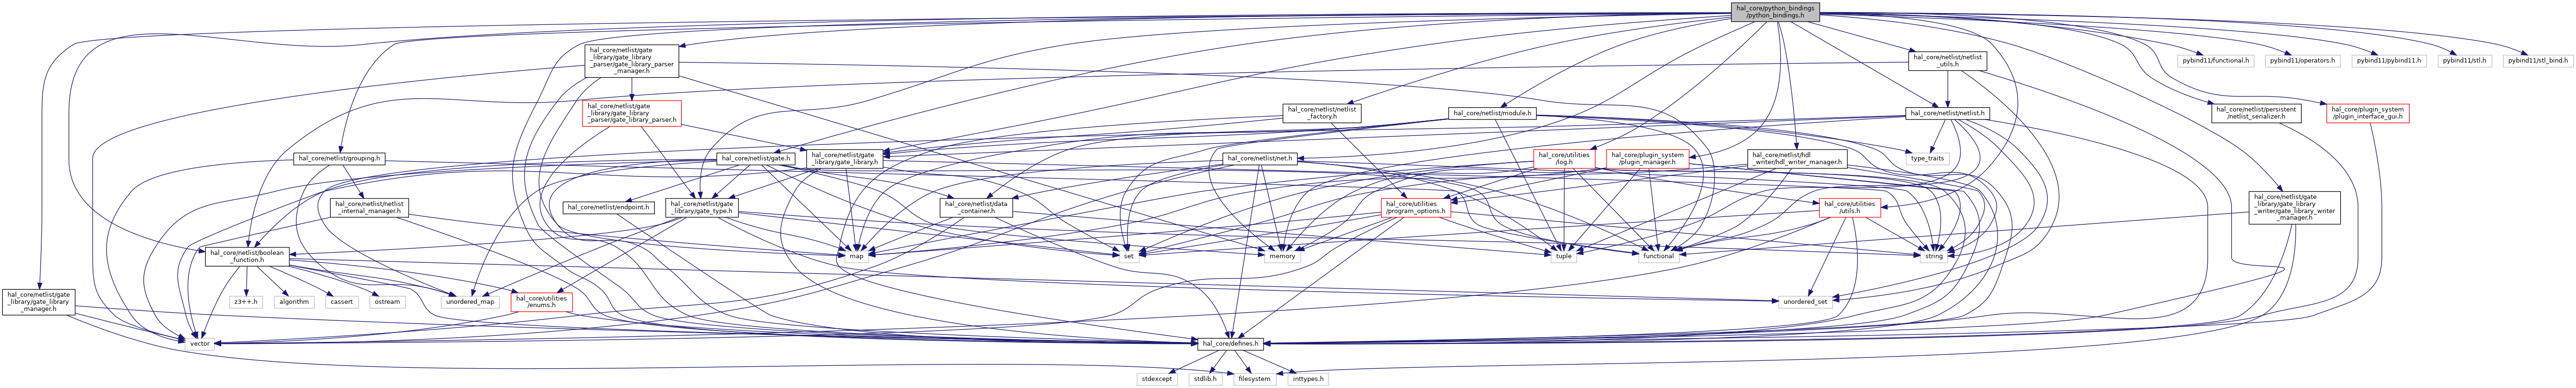 hal_core/python_bindings
/python_bindings.h
hal_core/netlist/gate
_library/gate_library
_parser/gate_library_parser
_manager.h
hal_core/netlist/netlist
_utils.h
pybind11/functional.h
pybind11/operators.h
pybind11/pybind11.h
pybind11/stl.h
pybind11/stl_bind.h
hal_core/netlist/gate
_library/gate_library
_parser/gate_library_parser.h
hal_core/netlist/netlist
_factory.h
hal_core/netlist/module.h
hal_core/netlist/netlist.h
hal_core/netlist/persistent
/netlist_serializer.h
hal_core/plugin_system
/plugin_interface_gui.h
hal_core/netlist/grouping.h
hal_core/netlist/gate.h
hal_core/netlist/gate
_library/gate_library.h
hal_core/netlist/net.h
hal_core/utilities
/log.h
hal_core/plugin_system
/plugin_manager.h
hal_core/netlist/hdl
_writer/hdl_writer_manager.h
type_traits
hal_core/netlist/netlist
_internal_manager.h
hal_core/netlist/endpoint.h
hal_core/netlist/gate
_library/gate_type.h
hal_core/netlist/data
_container.h
hal_core/utilities
/program_options.h
hal_core/utilities
/utils.h
hal_core/netlist/gate
_library/gate_library
_writer/gate_library_writer
_manager.h
hal_core/netlist/boolean
_function.h
map
set
memory
tuple
functional
string
hal_core/netlist/gate
_library/gate_library
_manager.h
z3++.h
algorithm
cassert
ostream
unordered_map
hal_core/utilities
/enums.h
unordered_set
vector
hal_core/defines.h
stdexcept
stdlib.h
filesystem
inttypes.h